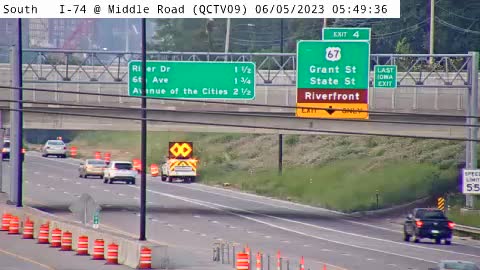 South   I-74 @ Middle Road (QCTV09) 06/05/2023 05:49:36
EXIT 4
67
Grant St
State St
Riverfront
EXIT ONLY
River Dr 1 ½
6th Ave 1 ¾
Avenue of the Cities 2 ½
LAST
IOWA
EXIT
SPEED
LIMIT
55